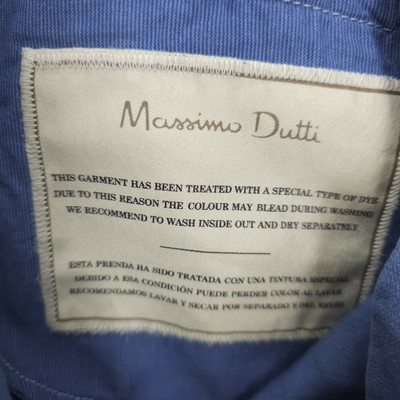 Massimo Dutti
THIS GARMENT HAS BEEN TREATED WITH A SPECIAL TYPE OF DYE
DUE TO THIS REASON THE COLOUR MAY BLEAD DURING WASHING
WE RECOMMEND TO WASH INSIDE OUT AND DRY SEPARATELY
ESTA PRENDA HA SIDO TRATADA CON UNA TINTURA ESPECIAL
DEBIDO A ESA CONDICIÓN PUEDE PERDER COLOR AL LAVAR
RECOMENDAMOS LAVAR Y SECAR POR SEPARADO Y DEL REVÉS